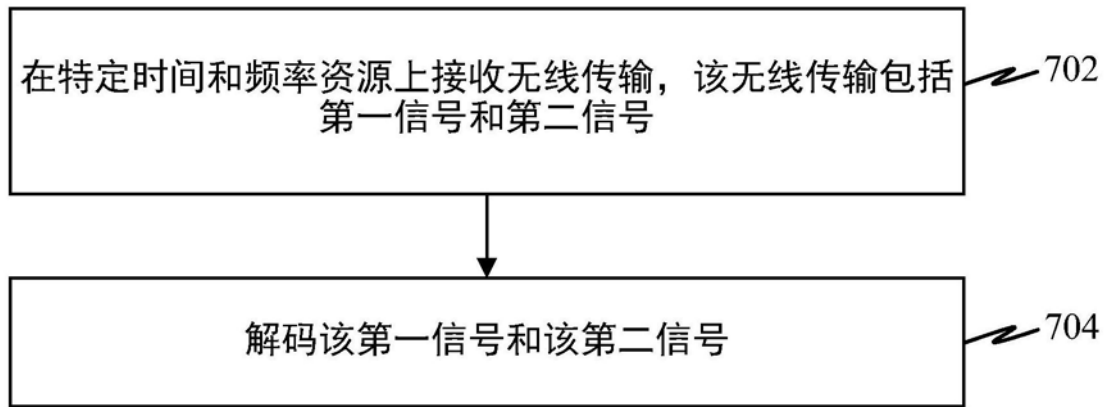 在特定时间和频率资源上接收无线传输，该无线传输包括
第一信号和第二信号
702
解码该第一信号和该第二信号
704